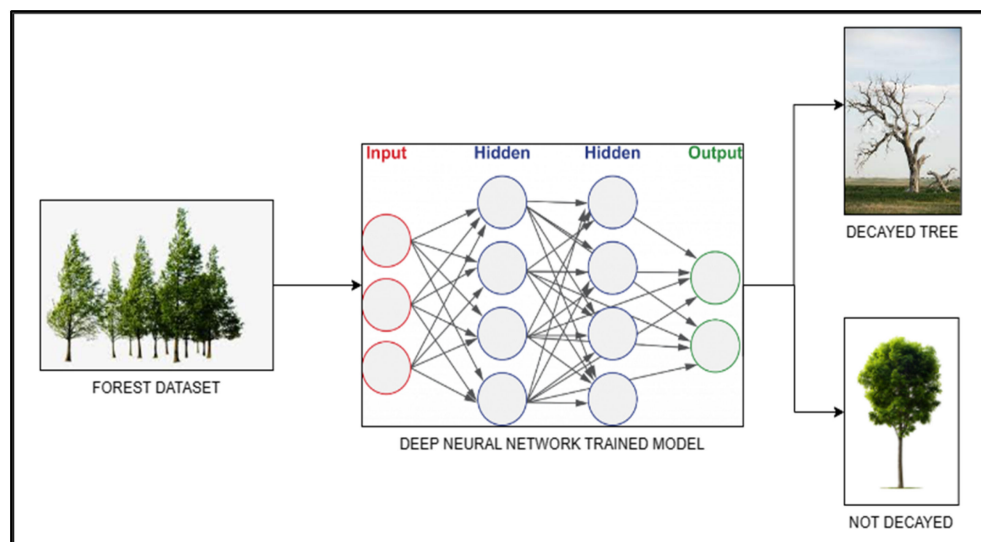 Input
Hidden
Hidden
Output
FOREST DATASET
DEEP NEURAL NETWORK TRAINED MODEL
DECAYED TREE
NOT DECAYED